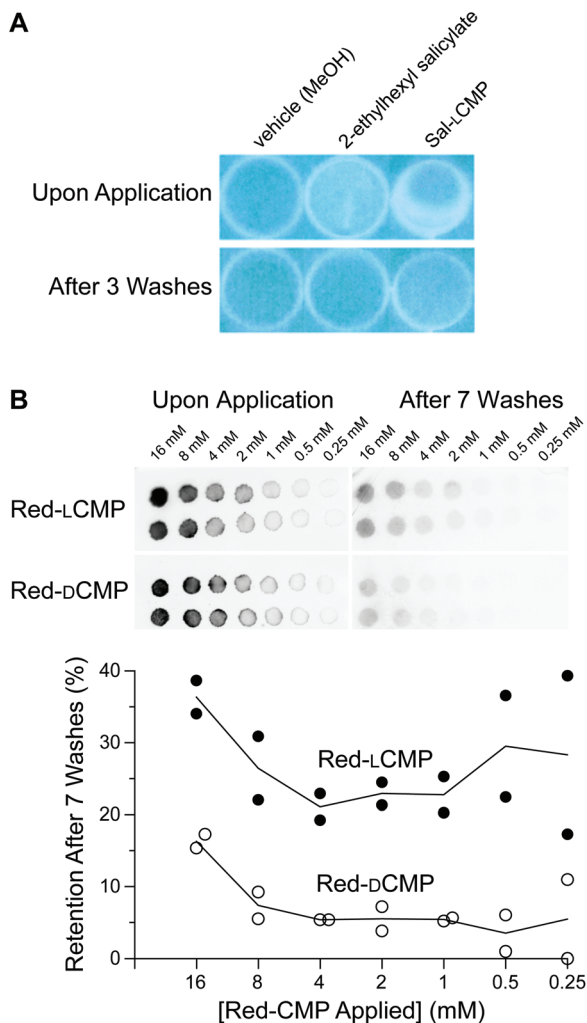 A
vehicle (MeOH)
2-ethylhexyl salicylate
Sal-LCMP
Upon Application
After 3 Washes
B
Upon Application
After 7 Washes
16 mM 8 mM 4 mM 2 mM 1 mM 0.5 mM 0.25 mM
16 mM 8 mM 4 mM 2 mM 1 mM 0.5 mM 0.25 mM
Red-LCMP
Red-DCMP
Retention After 7 Washes (%)
40
30
20
10
0
Red-LCMP
Red-DCMP
16 8 4 2 1 0.5 0.25
[Red-CMP Applied] (mM)